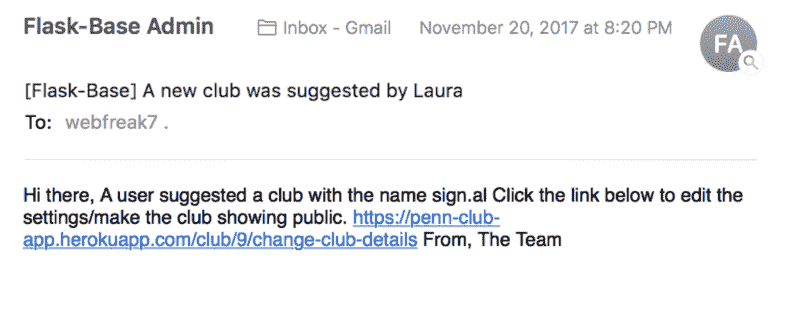 Flask-Base Admin Inbox - Gmail November 20, 2017 at 8:20 PM
FA
[Flask-Base] A new club was suggested by Laura
To: webfreak7 .
Hi there, A user suggested a club with the name sign.al Click the link below to edit the
settings/make the club showing public. https://penn-club-
app.herokuapp.com/club/9/change-club-details From, The Team